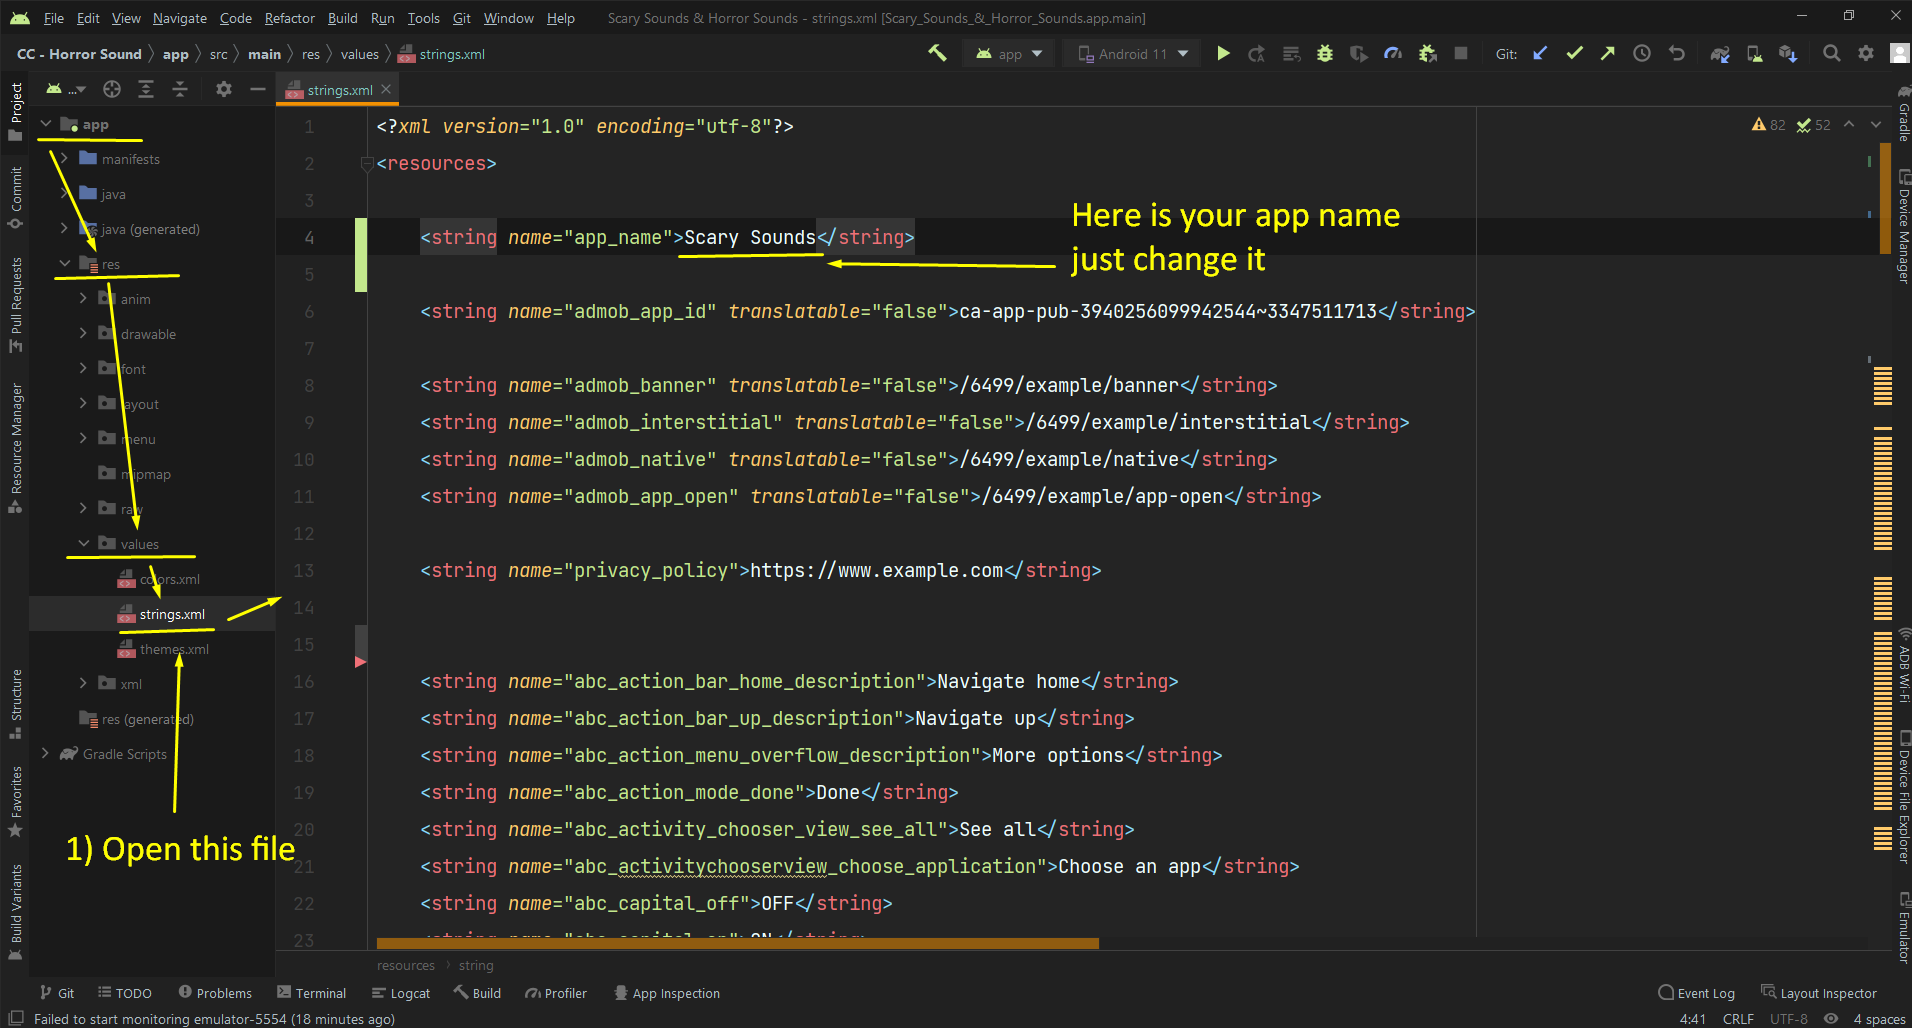 File Edit View Navigate Code Refactor Build Run Tools Git Window Help Scary Sounds & Horror Sounds - strings.xml [Scary_Sounds_&_Horror_Sounds.app.main]
CC - Horror Sound app src main res values strings.xml
app Android 11 Git:
... strings.xml
Project
Commit
Pull Requests
Resource Manager
Structure
Favorites
Build Variants
app
manifests
java
java (generated)
res
anim
drawable
font
layout
menu
mipmap
raw
values
colors.xml
strings.xml
themes.xml
xml
res (generated)
Gradle Scripts
1) Open this file
82 52
1 <?xml version="1.0" encoding="utf-8"?>
2 <resources>
3
4 <string name="app_name">Scary Sounds</string>
5
6 <string name="admob_app_id" translatable="false">ca-app-pub-3940256099942544~3347511713</string>
7
8 <string name="admob_banner" translatable="false">/6499/example/banner</string>
9 <string name="admob_interstitial" translatable="false">/6499/example/interstitial</string>
10 <string name="admob_native" translatable="false">/6499/example/native</string>
11 <string name="admob_app_open" translatable="false">/6499/example/app-open</string>
12
13 <string name="privacy_policy">https://www.example.com</string>
14
15
16 <string name="abc_action_bar_home_description">Navigate home</string>
17 <string name="abc_action_bar_up_description">Navigate up</string>
18 <string name="abc_action_menu_overflow_description">More options</string>
19 <string name="abc_action_mode_done">Done</string>
20 <string name="abc_activity_chooser_view_see_all">See all</string>
21 <string name="abc_activitychooserview_choose_application">Choose an app</string>
22 <string name="abc_capital_off">OFF</string>
23 <string name="abc_capital_on">ON</string>
Here is your app name
just change it
Gradle
Device Manager
ADB Wi-Fi
Device File Explorer
Emulator
resources string
Git TODO Problems Terminal Logcat Build Profiler App Inspection Event Log Layout Inspector
Failed to start monitoring emulator-5554 (18 minutes ago) 4:41 CRLF UTF-8 4 spaces